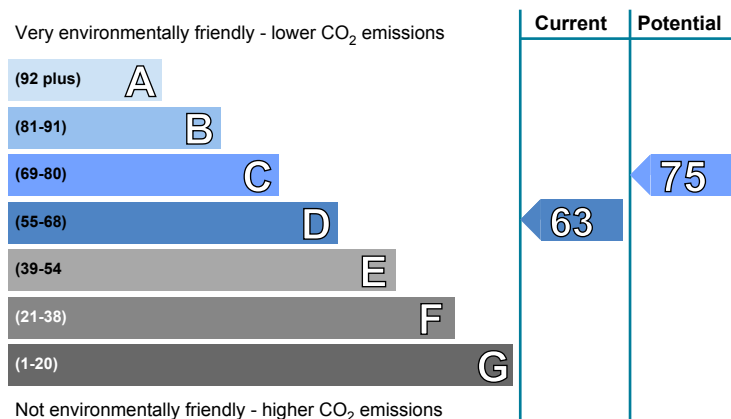 Very environmentally friendly - lower CO₂ emissions
Current Potential
(92 plus) A
(81-91) B
(69-80) C
75
(55-68) D
63
(39-54 E
(21-38) F
(1-20) G
Not environmentally friendly - higher CO₂ emissions